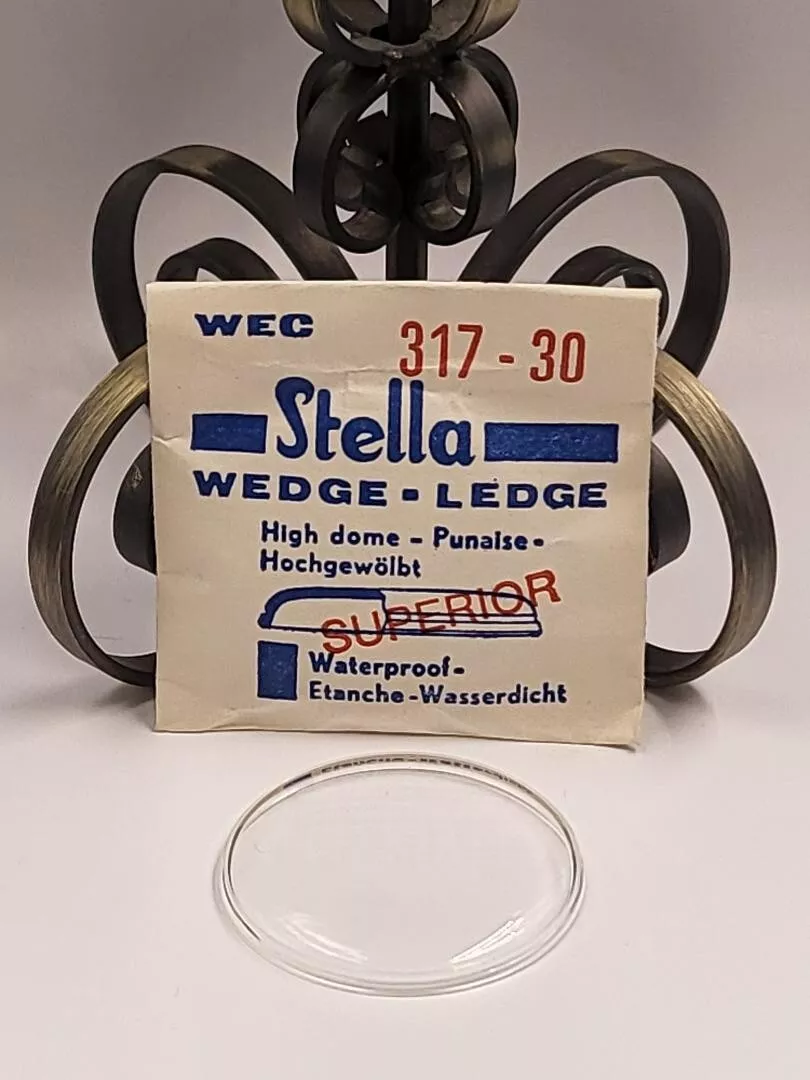 WEC
317 - 30
Stella
WEDGE - LEDGE
High dome - Punaise-
Hochgewölbt
SUPERIOR
Waterproof-
Etanche-Wasserdicht